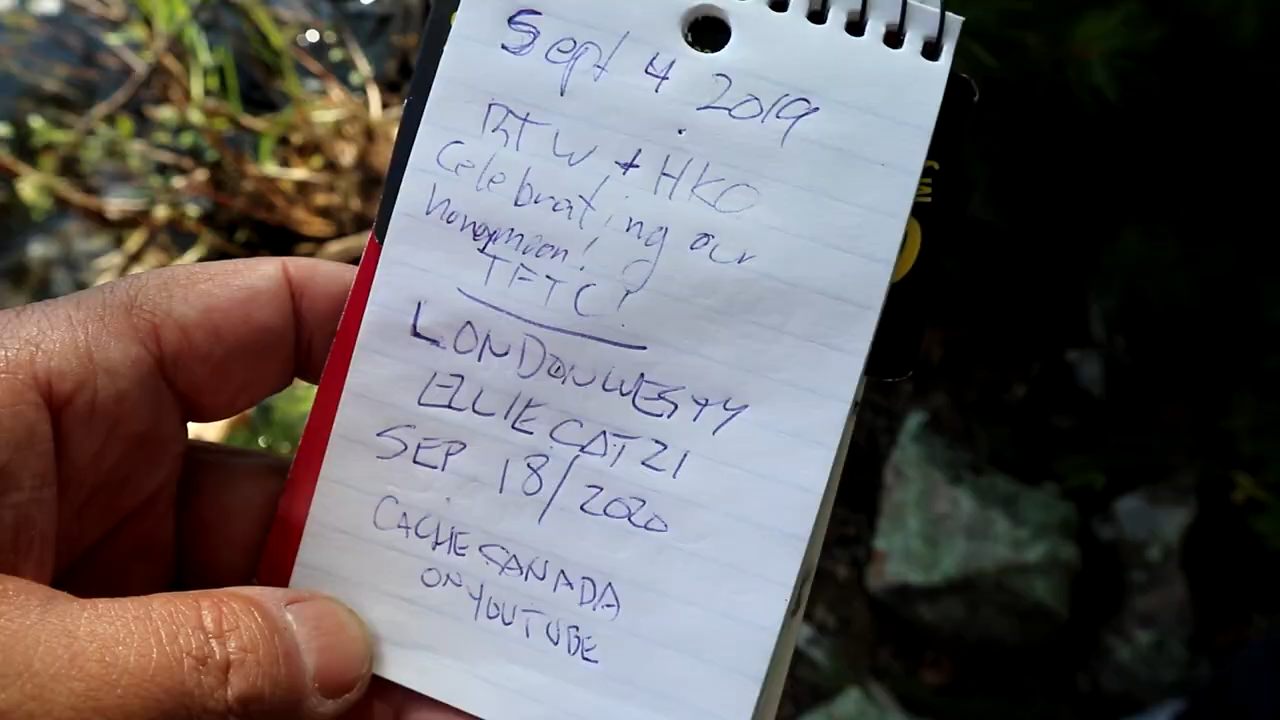 Sept 4 2019
RTW + HKO
Celebrating our
honeymoon!
TFTC!
LONDONWESTY
ELLIECAT21
SEP 18/2020
CACHE CANADA
ON YOUTUBE